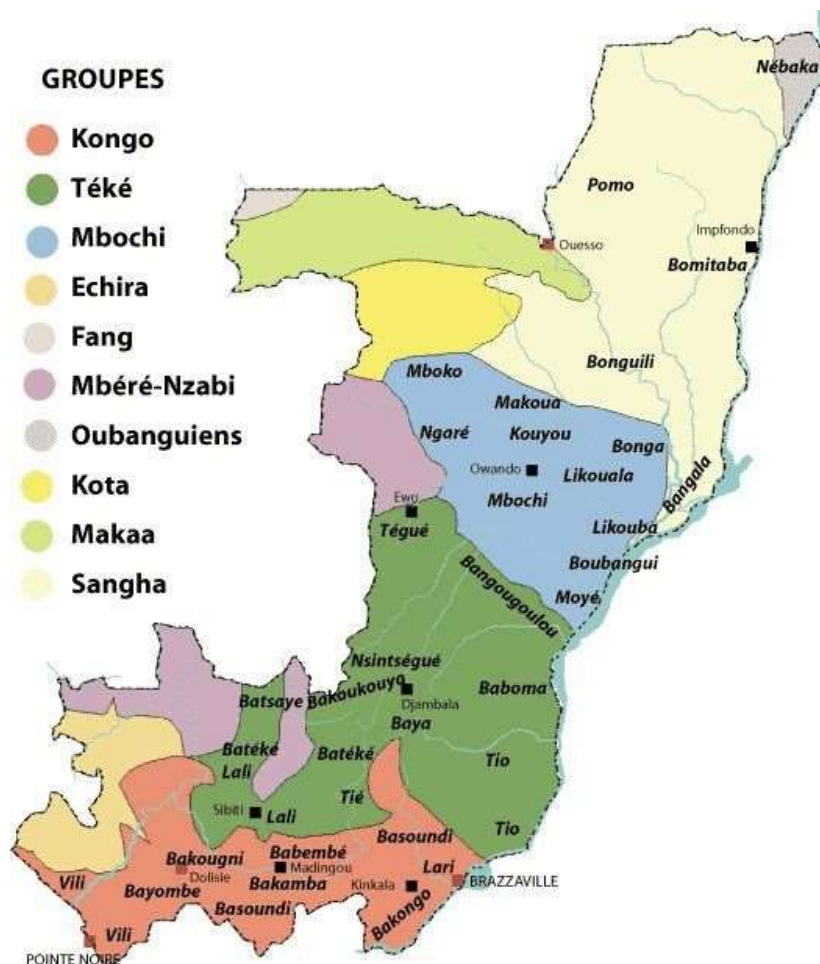 GROUPES
Kongo
Téké
Mbochi
Echira
Fang
Mbéré-Nzabi
Oubanguiens
Kota
Makaa
Sangha
Nébaka
Pomo
Impfondo
Ouesso
Bomitaba
Bonguili
Mboko
Makoua
Ngaré
Kouyou
Bonga
Owando
Likouala
Bangala
Mbochi
Ewo
Tégué
Likouba
Boubangui
Bangougoulou
Moyé
Nsintségué
Batsaye
Bakoukouya
Djambala
Baboma
Baya
Batéké
Batéké
Lali
Tio
Tié
Sibiti
Lali
Tio
Basoundi
Babembé
Bakougni
Lari
Madingou
Dolisie
Vili
Bayombe
Bakamba
Kinkala
BRAZZAVILLE
Basoundi
Bakongo
Vili
POINTE NOIRE